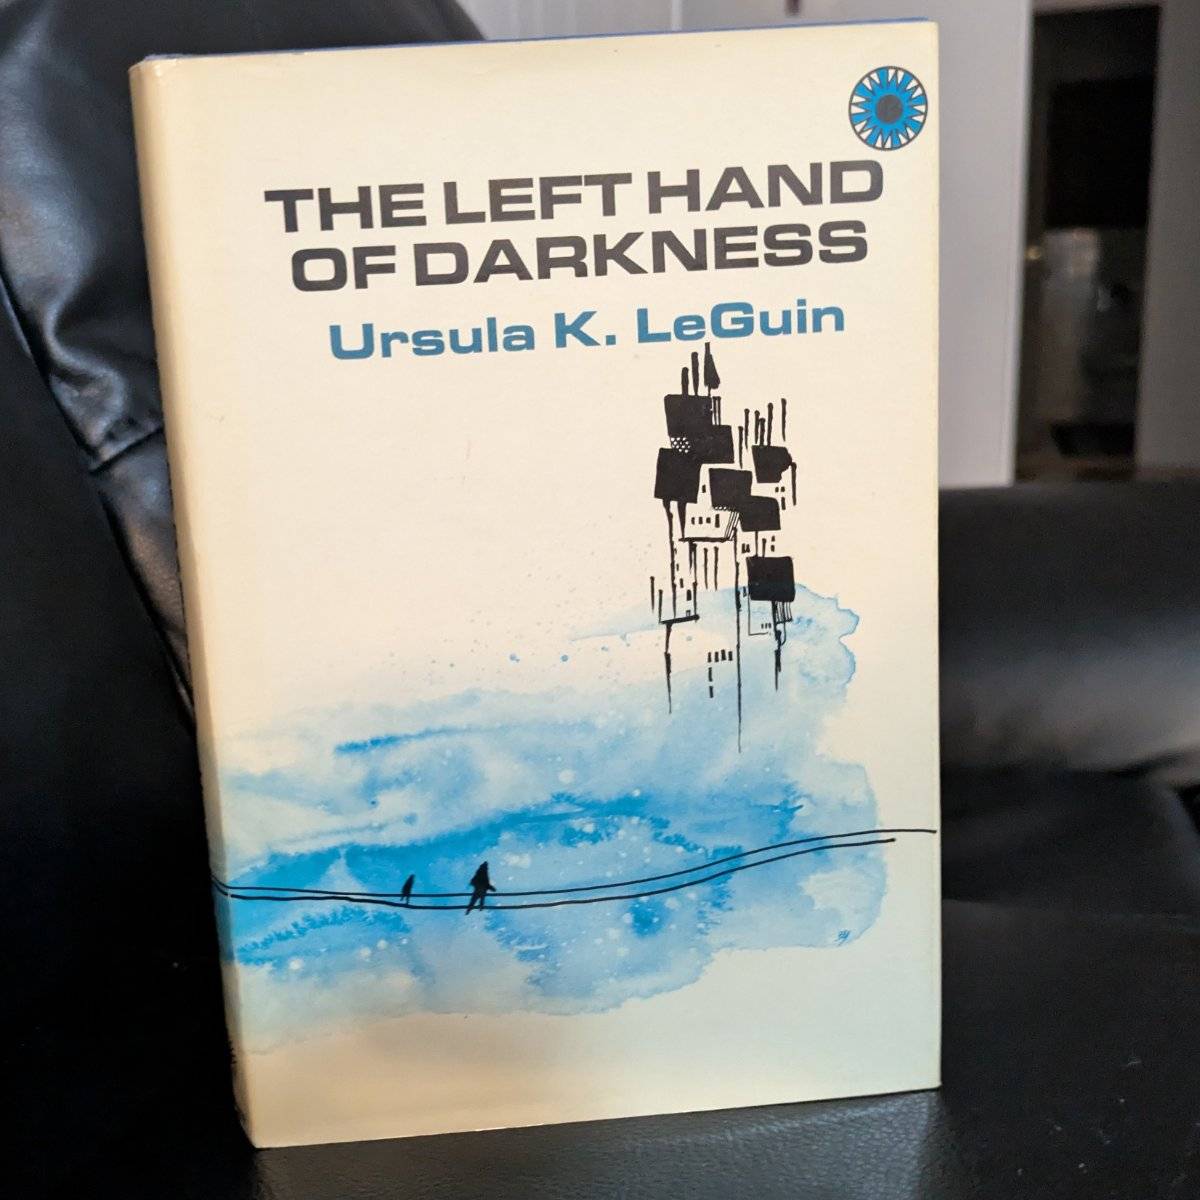 THE LEFT HAND
OF DARKNESS
Ursula K. LeGuin